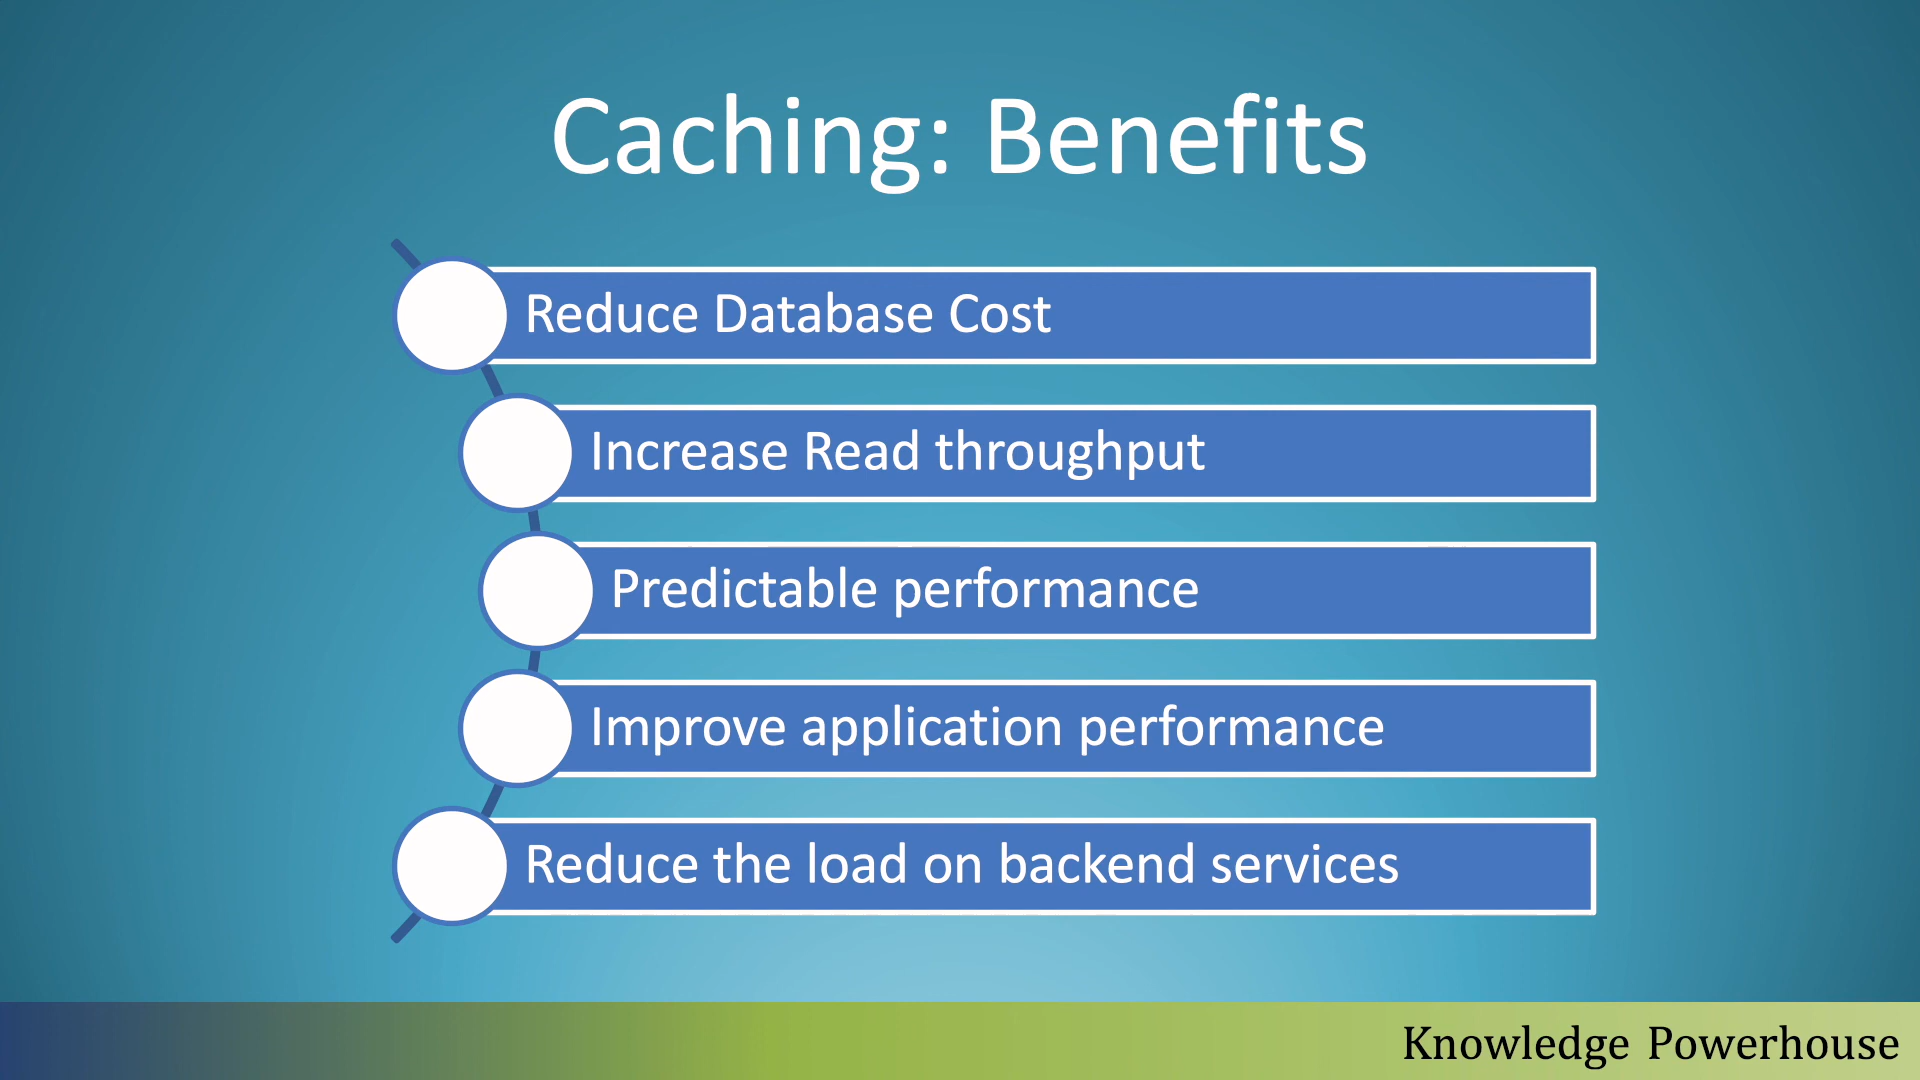 Caching: Benefits
Reduce Database Cost
Increase Read throughput
Predictable performance
Improve application performance
Reduce the load on backend services
Knowledge Powerhouse